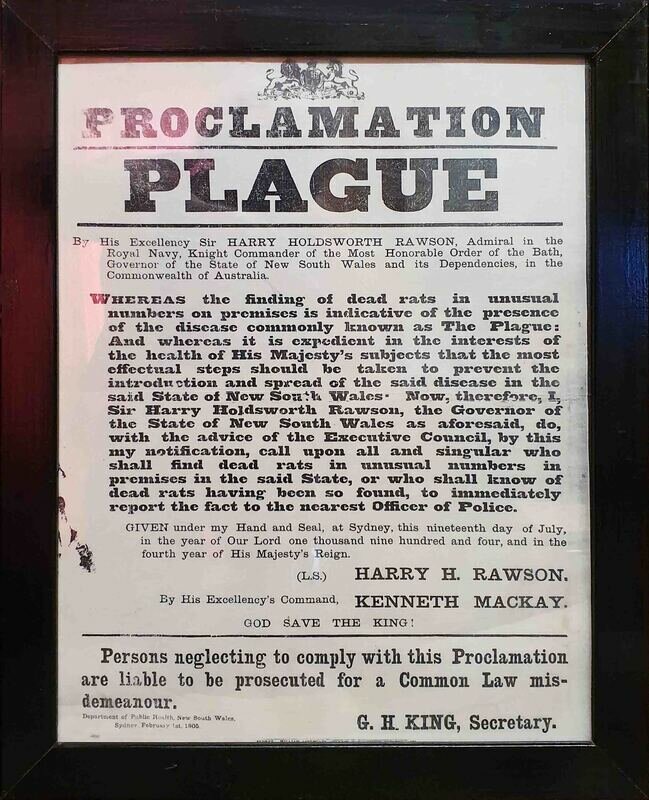 PROCLAMATION
PLAGUE
By His Excellency Sir HARRY HOLDSWORTH RAWSON, Admiral in the
Royal Navy, Knight Commander of the Most Honorable Order of the Bath,
Governor of the State of New South Wales and its Dependencies, in the
Commonwealth of Australia.
WHEREAS the finding of dead rats in unusual
numbers on premises is indicative of the presence
of the disease commonly known as The Plague:
And whereas it is expedient in the interests of
the health of His Majesty's subjects that the most
effectual steps should be taken to prevent the
introduction and spread of the said disease in the
said State of New South Wales· Now, therefore, I,
Sir Harry Holdsworth Rawson, the Governor of
the State of New South Wales as aforesaid, do,
with the advice of the Executive Council, by this
my notification, call upon all and singular who
shall find dead rats in unusual numbers in
premises in the said State, or who shall know of
dead rats having been so found, to immediately
report the fact to the nearest Officer of Police.
GIVEN under my Hand and Seal, at Sydney, this nineteenth day of July,
in the year of Our Lord one thousand nine hundred and four, and in the
fourth year of His Majesty's Reign.
(L.S.) HARRY H. RAWSON.
By His Excellency's Command, KENNETH MACKAY.
GOD SAVE THE KING!
Persons neglecting to comply with this Proclamation
are liable to be prosecuted for a Common Law mis-
demeanour.
Department of Public Health, New South Wales,
Sydney, February 1st, 1905.
G. H. KING, Secretary.